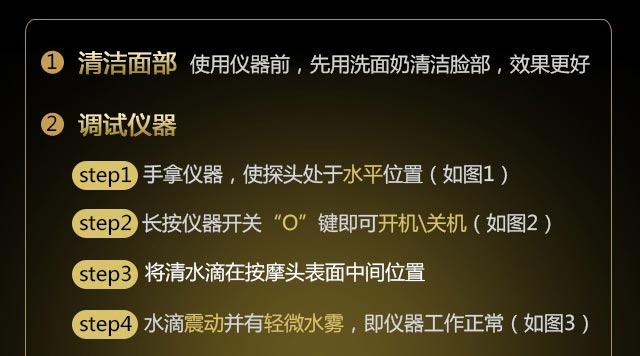 1 清洁面部 使用仪器前，先用洗面奶清洁脸部，效果更好
2 调试仪器
step1 手拿仪器，使探头处于水平位置（如图1）
step2 长按仪器开关“O”键即可开机\关机（如图2）
step3 将清水滴在按摩头表面中间位置
step4 水滴震动并有轻微水雾，即仪器工作正常（如图3）